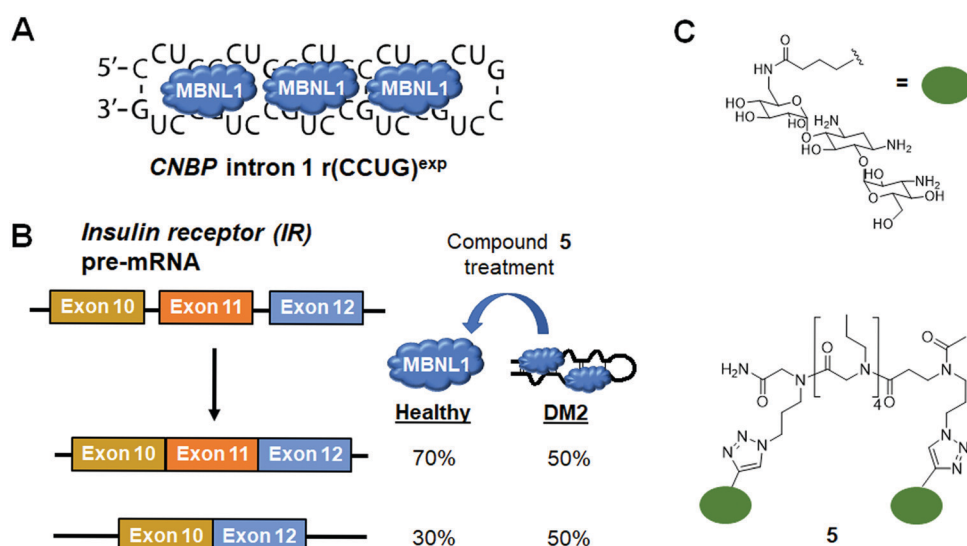 A
5'–C CU G CU G CU G CU G
MBNL1 MBNL1 MBNL1
3'–G UC UC UC UC C
CNBP intron 1 r(CCUG)exp
B
Insulin receptor (IR)
pre-mRNA
Exon 10 Exon 11 Exon 12
Compound 5
treatment
MBNL1
Healthy DM2
Exon 10 Exon 11 Exon 12 70% 50%
Exon 10 Exon 12 30% 50%
C
O
HN
=
HO O
HO HO O H2N
HO O NH2
O
HO NH2
O OH
HO
O O O
H2N N N N
O O 4 O
N N
N N N N
5